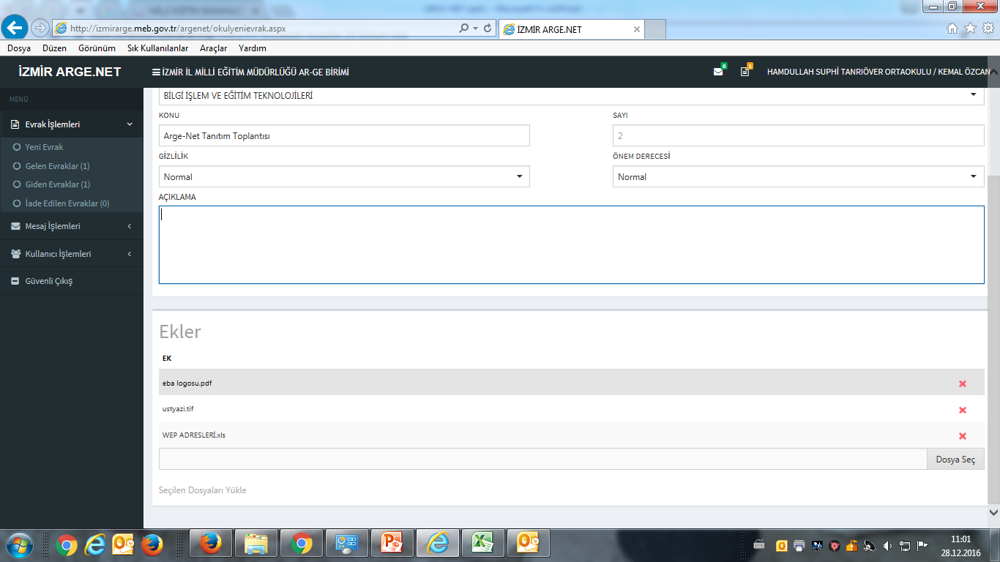 http://izmirarge.meb.gov.tr/argenet/okulyenievrak.aspx
İZMİR ARGE.NET
Dosya Düzen Görünüm Sık Kullanılanlar Araçlar Yardım
İZMİR ARGE.NET
İZMİR İL MİLLİ EĞİTİM MÜDÜRLÜĞÜ AR-GE BİRİMİ
0
1
HAMDULLAH SUPHİ TANRIÖVER ORTAOKULU / KEMAL ÖZCAN
MENÜ
Evrak İşlemleri
Yeni Evrak
Gelen Evraklar (1)
Giden Evraklar (1)
İade Edilen Evraklar (0)
Mesaj İşlemleri
Kullanıcı İşlemleri
Güvenli Çıkış
BİLGİ İŞLEM VE EĞİTİM TEKNOLOJİLERİ
KONU
SAYI
Arge-Net Tanıtım Toplantısı
2
GİZLİLİK
ÖNEM DERECESİ
Normal
Normal
AÇIKLAMA
Ekler
EK
eba logosu.pdf
ustyazi.tif
WEP ADRESLERİ.xls
Dosya Seç
Seçilen Dosyaları Yükle
11:01
28.12.2016